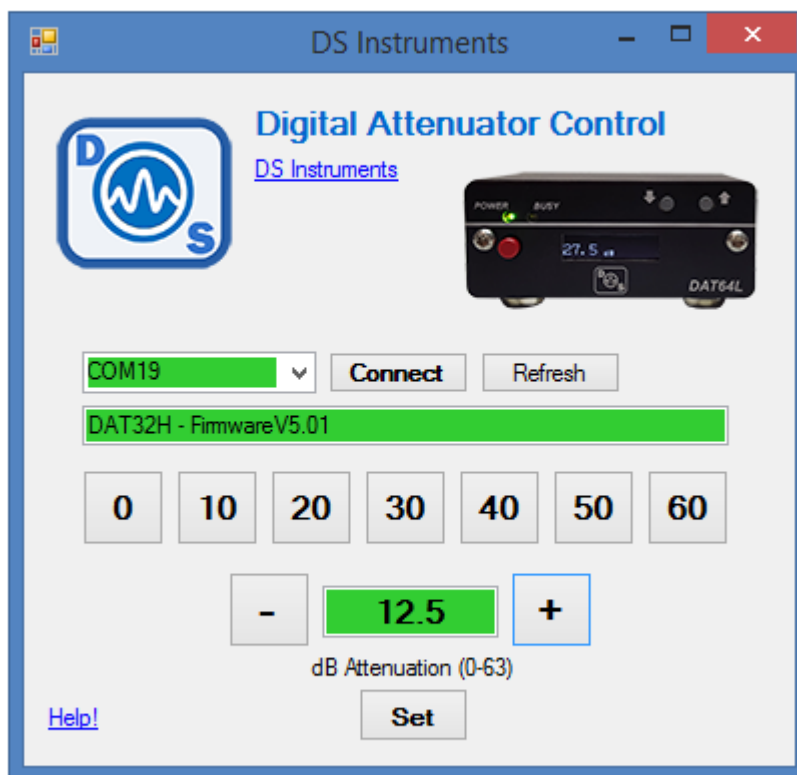 DS Instruments
D
S
Digital Attenuator Control
DS Instruments
POWER BUSY
27.5 dB
D S
DAT64L
COM19 Connect Refresh
DAT32H - FirmwareV5.01
0 10 20 30 40 50 60
- 12.5 +
dB Attenuation (0-63)
Help! Set